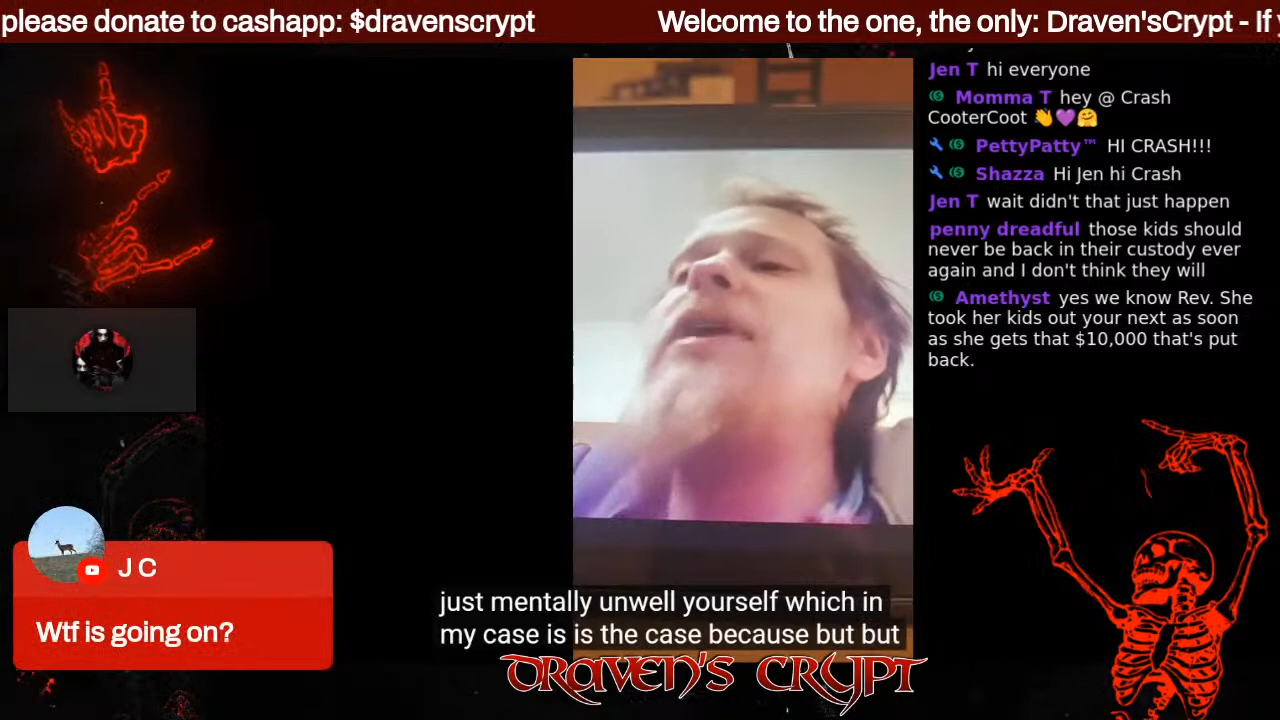 please donate to cashapp: $dravenscrypt
Welcome to the one, the only: Draven'sCrypt - If
Jen T hi everyone
Momma T hey @ Crash
CooterCoot 👋💜🤗
PettyPatty™ HI CRASH!!!
Shazza Hi Jen hi Crash
Jen T wait didn't that just happen
penny dreadful those kids should
never be back in their custody ever
again and I don't think they will
Amethyst yes we know Rev. She
took her kids out your next as soon
as she gets that $10,000 that's put
back.
J C
Wtf is going on?
just mentally unwell yourself which in
my case is is the case because but but
DRAVEN'S CRYPT